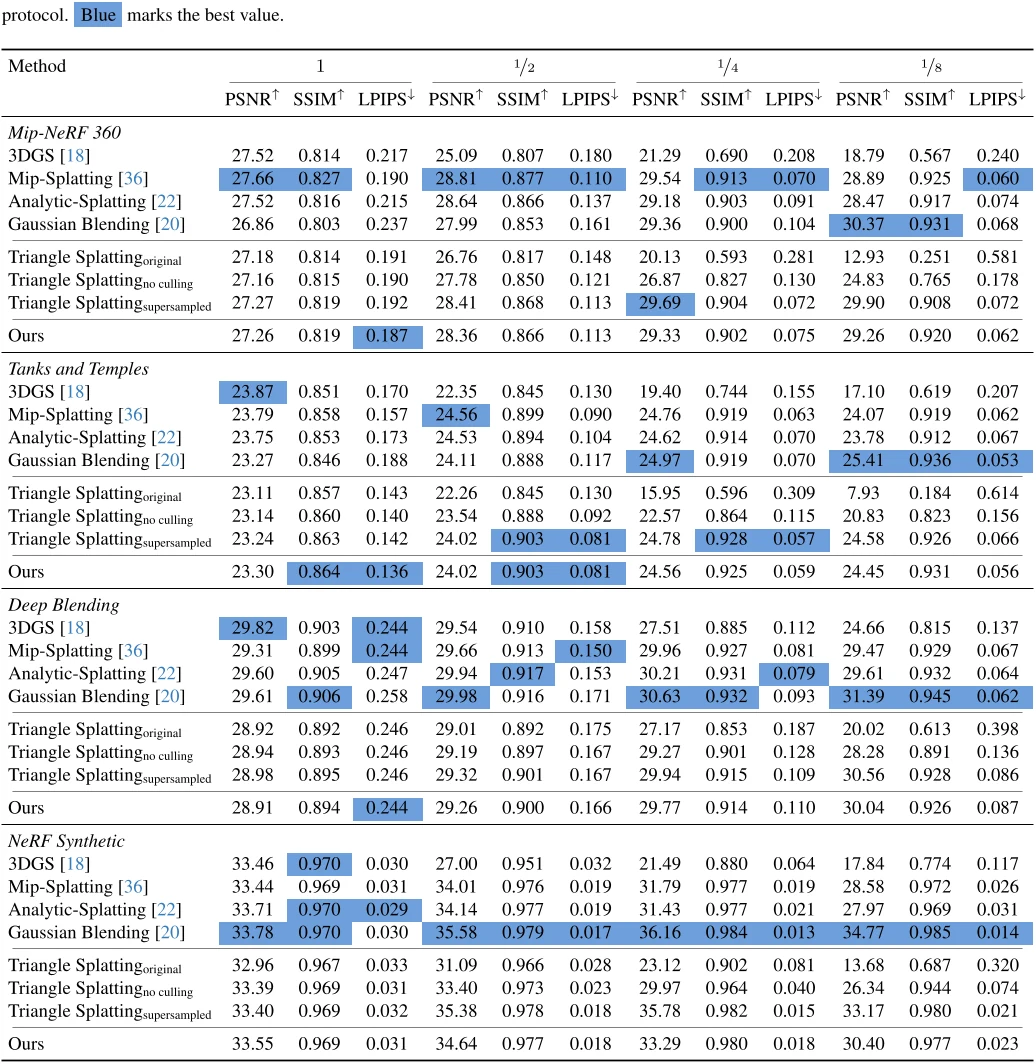 protocol. Blue marks the best value.
Method 1 1/2 1/4 1/8
PSNR↑ SSIM↑ LPIPS↓ PSNR↑ SSIM↑ LPIPS↓ PSNR↑ SSIM↑ LPIPS↓ PSNR↑ SSIM↑ LPIPS↓
Mip-NeRF 360
3DGS [18] 27.52 0.814 0.217 25.09 0.807 0.180 21.29 0.690 0.208 18.79 0.567 0.240
Mip-Splatting [36] 27.66 0.827 0.190 28.81 0.877 0.110 29.54 0.913 0.070 28.89 0.925 0.060
Analytic-Splatting [22] 27.52 0.816 0.215 28.64 0.866 0.137 29.18 0.903 0.091 28.47 0.917 0.074
Gaussian Blending [20] 26.86 0.803 0.237 27.99 0.853 0.161 29.36 0.900 0.104 30.37 0.931 0.068
Triangle Splatting original 27.18 0.814 0.191 26.76 0.817 0.148 20.13 0.593 0.281 12.93 0.251 0.581
Triangle Splatting no culling 27.16 0.815 0.190 27.78 0.850 0.121 26.87 0.827 0.130 24.83 0.765 0.178
Triangle Splatting supersampled 27.27 0.819 0.192 28.41 0.868 0.113 29.69 0.904 0.072 29.90 0.908 0.072
Ours 27.26 0.819 0.187 28.36 0.866 0.113 29.33 0.902 0.075 29.26 0.920 0.062
Tanks and Temples
3DGS [18] 23.87 0.851 0.170 22.35 0.845 0.130 19.40 0.744 0.155 17.10 0.619 0.207
Mip-Splatting [36] 23.79 0.858 0.157 24.56 0.899 0.090 24.76 0.919 0.063 24.07 0.919 0.062
Analytic-Splatting [22] 23.75 0.853 0.173 24.53 0.894 0.104 24.62 0.914 0.070 23.78 0.912 0.067
Gaussian Blending [20] 23.27 0.846 0.188 24.11 0.888 0.117 24.97 0.919 0.070 25.41 0.936 0.053
Triangle Splatting original 23.11 0.857 0.143 22.26 0.845 0.130 15.95 0.596 0.309 7.93 0.184 0.614
Triangle Splatting no culling 23.14 0.860 0.140 23.54 0.888 0.092 22.57 0.864 0.115 20.83 0.823 0.156
Triangle Splatting supersampled 23.24 0.863 0.142 24.02 0.903 0.081 24.78 0.928 0.057 24.58 0.926 0.066
Ours 23.30 0.864 0.136 24.02 0.903 0.081 24.56 0.925 0.059 24.45 0.931 0.056
Deep Blending
3DGS [18] 29.82 0.903 0.244 29.54 0.910 0.158 27.51 0.885 0.112 24.66 0.815 0.137
Mip-Splatting [36] 29.31 0.899 0.244 29.66 0.913 0.150 29.96 0.927 0.081 29.47 0.929 0.067
Analytic-Splatting [22] 29.60 0.905 0.247 29.94 0.917 0.153 30.21 0.931 0.079 29.61 0.932 0.064
Gaussian Blending [20] 29.61 0.906 0.258 29.98 0.916 0.171 30.63 0.932 0.093 31.39 0.945 0.062
Triangle Splatting original 28.92 0.892 0.246 29.01 0.892 0.175 27.17 0.853 0.187 20.02 0.613 0.398
Triangle Splatting no culling 28.94 0.893 0.246 29.19 0.897 0.167 29.27 0.901 0.128 28.28 0.891 0.136
Triangle Splatting supersampled 28.98 0.895 0.246 29.32 0.901 0.167 29.94 0.915 0.109 30.56 0.928 0.086
Ours 28.91 0.894 0.244 29.26 0.900 0.166 29.77 0.914 0.110 30.04 0.926 0.087
NeRF Synthetic
3DGS [18] 33.46 0.970 0.030 27.00 0.951 0.032 21.49 0.880 0.064 17.84 0.774 0.117
Mip-Splatting [36] 33.44 0.969 0.031 34.01 0.976 0.019 31.79 0.977 0.019 28.58 0.972 0.026
Analytic-Splatting [22] 33.71 0.970 0.029 34.14 0.977 0.019 31.43 0.977 0.021 27.97 0.969 0.031
Gaussian Blending [20] 33.78 0.970 0.030 35.58 0.979 0.017 36.16 0.984 0.013 34.77 0.985 0.014
Triangle Splatting original 32.96 0.967 0.033 31.09 0.966 0.028 23.12 0.902 0.081 13.68 0.687 0.320
Triangle Splatting no culling 33.39 0.969 0.031 33.40 0.973 0.023 29.97 0.964 0.040 26.34 0.944 0.074
Triangle Splatting supersampled 33.40 0.969 0.032 35.38 0.978 0.018 35.78 0.982 0.015 33.17 0.980 0.021
Ours 33.55 0.969 0.031 34.64 0.977 0.018 33.29 0.980 0.018 30.40 0.977 0.023